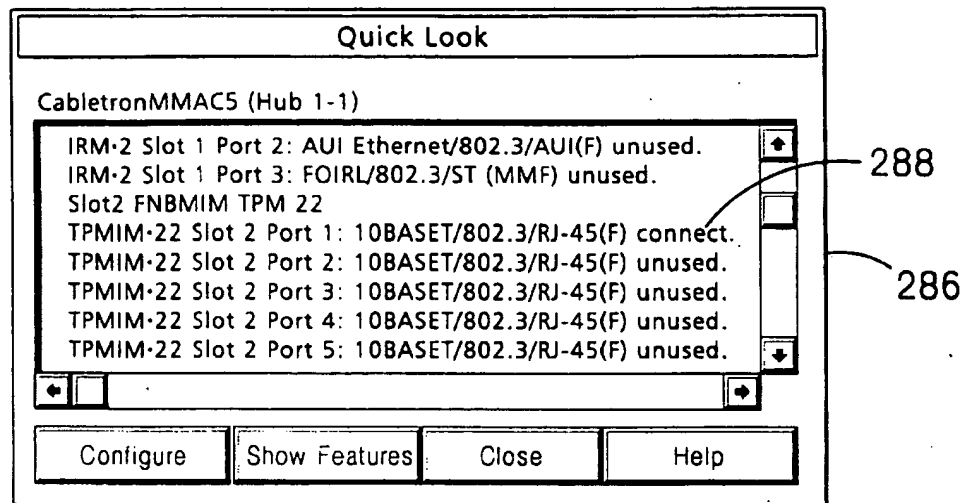 Quick Look
CabletronMMAC5 (Hub 1-1)
IRM·2 Slot 1 Port 2: AUI Ethernet/802.3/AUI(F) unused.
IRM·2 Slot 1 Port 3: FOIRL/802.3/ST (MMF) unused.
Slot2 FNBMIM TPM 22
TPMIM·22 Slot 2 Port 1: 10BASET/802.3/RJ-45(F) connect.
TPMIM·22 Slot 2 Port 2: 10BASET/802.3/RJ-45(F) unused.
TPMIM·22 Slot 2 Port 3: 10BASET/802.3/RJ-45(F) unused.
TPMIM·22 Slot 2 Port 4: 10BASET/802.3/RJ-45(F) unused.
TPMIM·22 Slot 2 Port 5: 10BASET/802.3/RJ-45(F) unused.
288
286
Configure Show Features Close Help